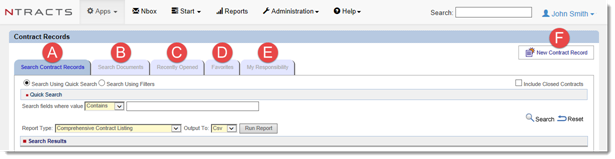 NTRACTS Apps Nbox Start Reports Administration Help Search: John Smith
Contract Records
F
A B C D E
New Contract Record
Search Contract Records Search Documents Recently Opened Favorites My Responsibility
Search Using Quick Search Search Using Filters Include Closed Contracts
Quick Search
Search fields where value Contains
Search Reset
Report Type: Comprehensive Contract Listing Output To: Csv Run Report
Search Results